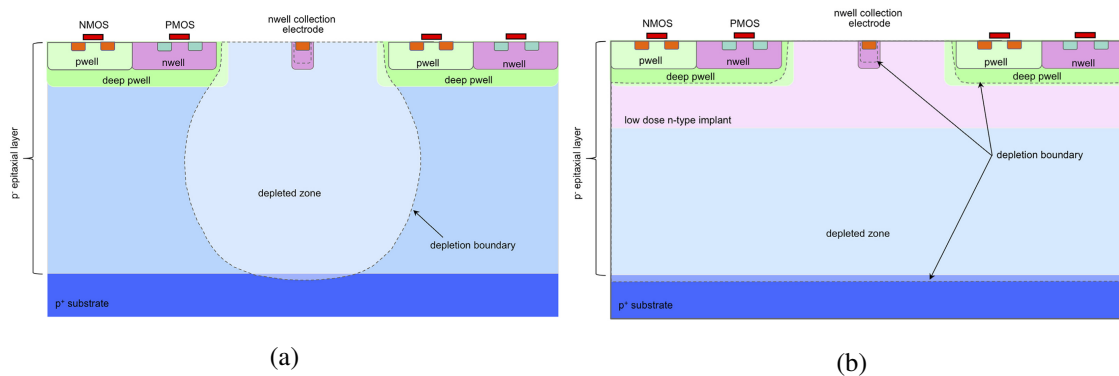 NMOS
PMOS
nwell collection
electrode
pwell
nwell
deep pwell
pwell
nwell
deep pwell
p⁻ epitaxial layer
depleted zone
depletion boundary
p⁺ substrate
(a)
NMOS
PMOS
nwell collection
electrode
pwell
nwell
deep pwell
pwell
nwell
deep pwell
low dose n-type implant
p⁻ epitaxial layer
depletion boundary
depleted zone
p⁺ substrate
(b)